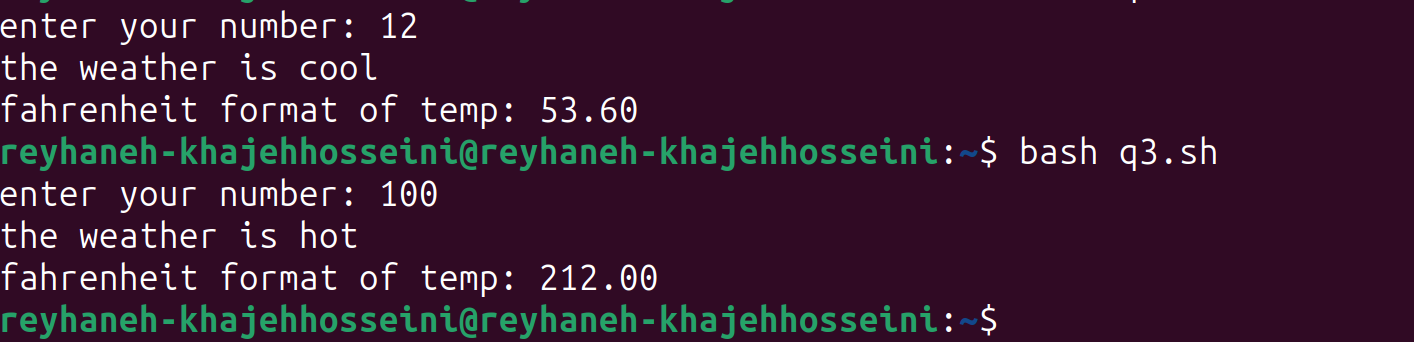 enter your number: 12
the weather is cool
fahrenheit format of temp: 53.60
reyhaneh-khajehhosseini@reyhaneh-khajehhosseini:~$ bash q3.sh
enter your number: 100
the weather is hot
fahrenheit format of temp: 212.00
reyhaneh-khajehhosseini@reyhaneh-khajehhosseini:~$